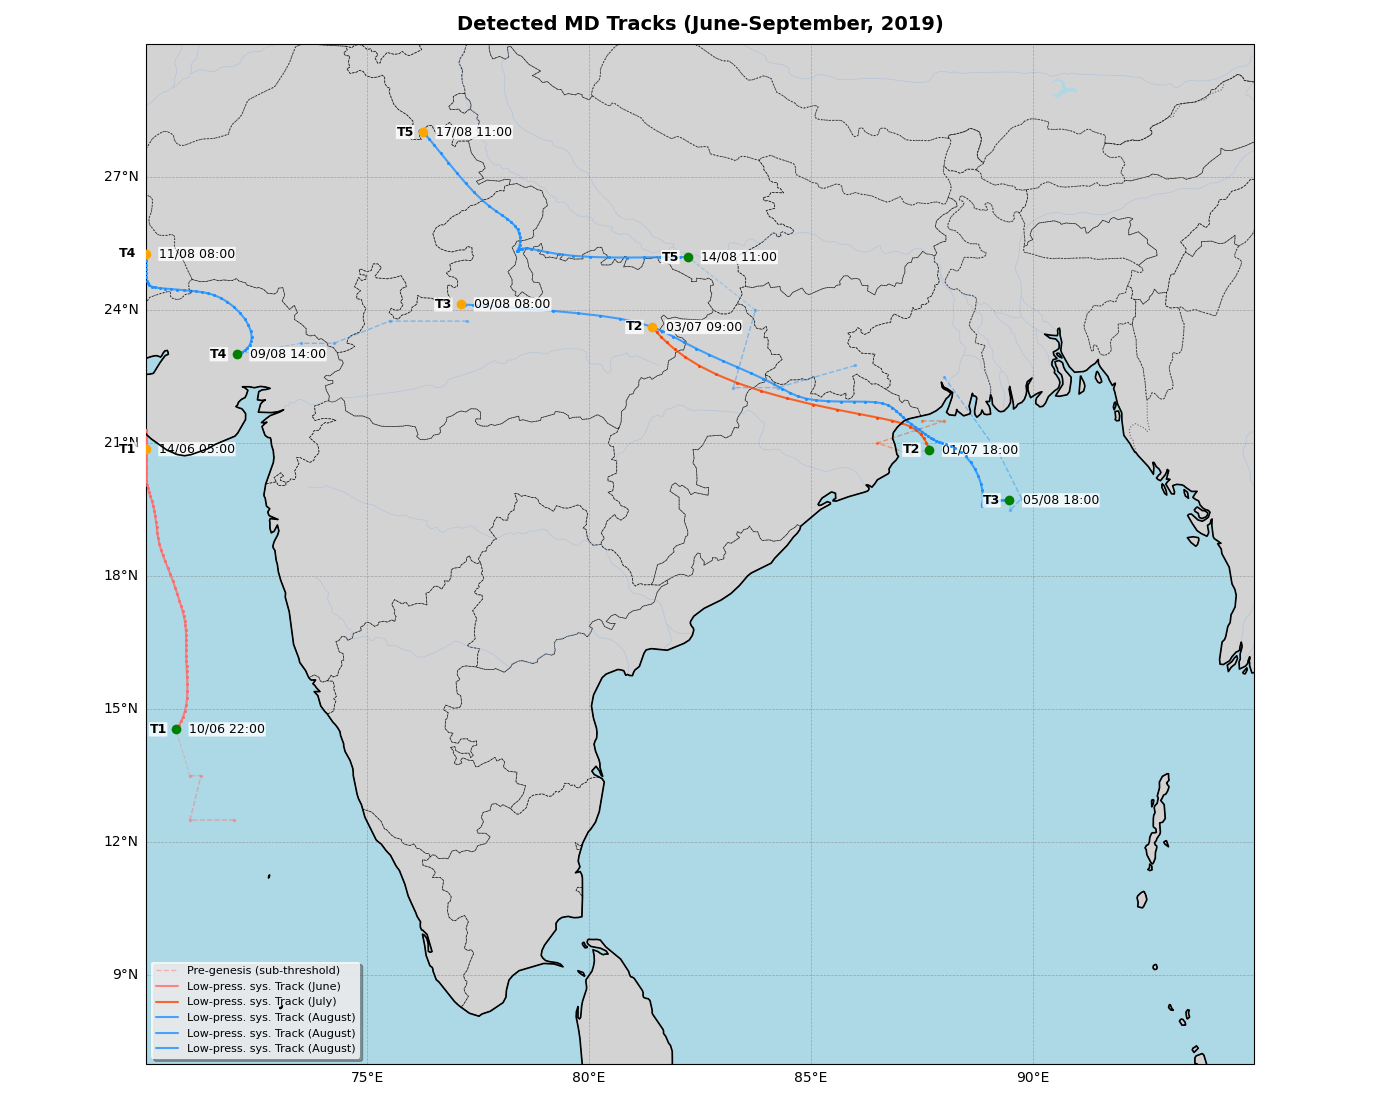 Detected MD Tracks (June-September, 2019)
T5 17/08 11:00
27°N
T4 11/08 08:00
T5 14/08 11:00
24°N
T3 09/08 08:00
T2 03/07 09:00
T4 09/08 14:00
21°N
T1 14/06 05:00
T2 01/07 18:00
T3 05/08 18:00
18°N
15°N
T1 10/06 22:00
12°N
9°N
Pre-genesis (sub-threshold)
Low-press. sys. Track (June)
Low-press. sys. Track (July)
Low-press. sys. Track (August)
Low-press. sys. Track (August)
Low-press. sys. Track (August)
75°E 80°E 85°E 90°E